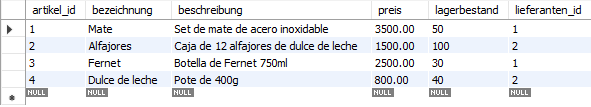 artikel_id bezeichnung beschreibung preis lagerbestand lieferanten_id
1 Mate Set de mate de acero inoxidable 3500.00 50 1
2 Alfajores Caja de 12 alfajores de dulce de leche 1500.00 100 2
3 Fernet Botella de Fernet 750ml 2500.00 30 1
4 Dulce de leche Pote de 400g 800.00 40 2
NULL NULL NULL NULL NULL NULL